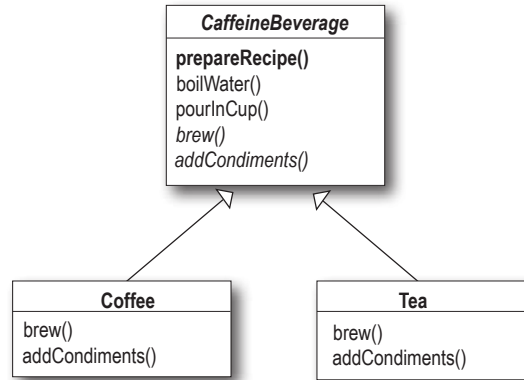 CaffeineBeverage
prepareRecipe()
boilWater()
pourInCup()
brew()
addCondiments()
Coffee
brew()
addCondiments()
Tea
brew()
addCondiments()